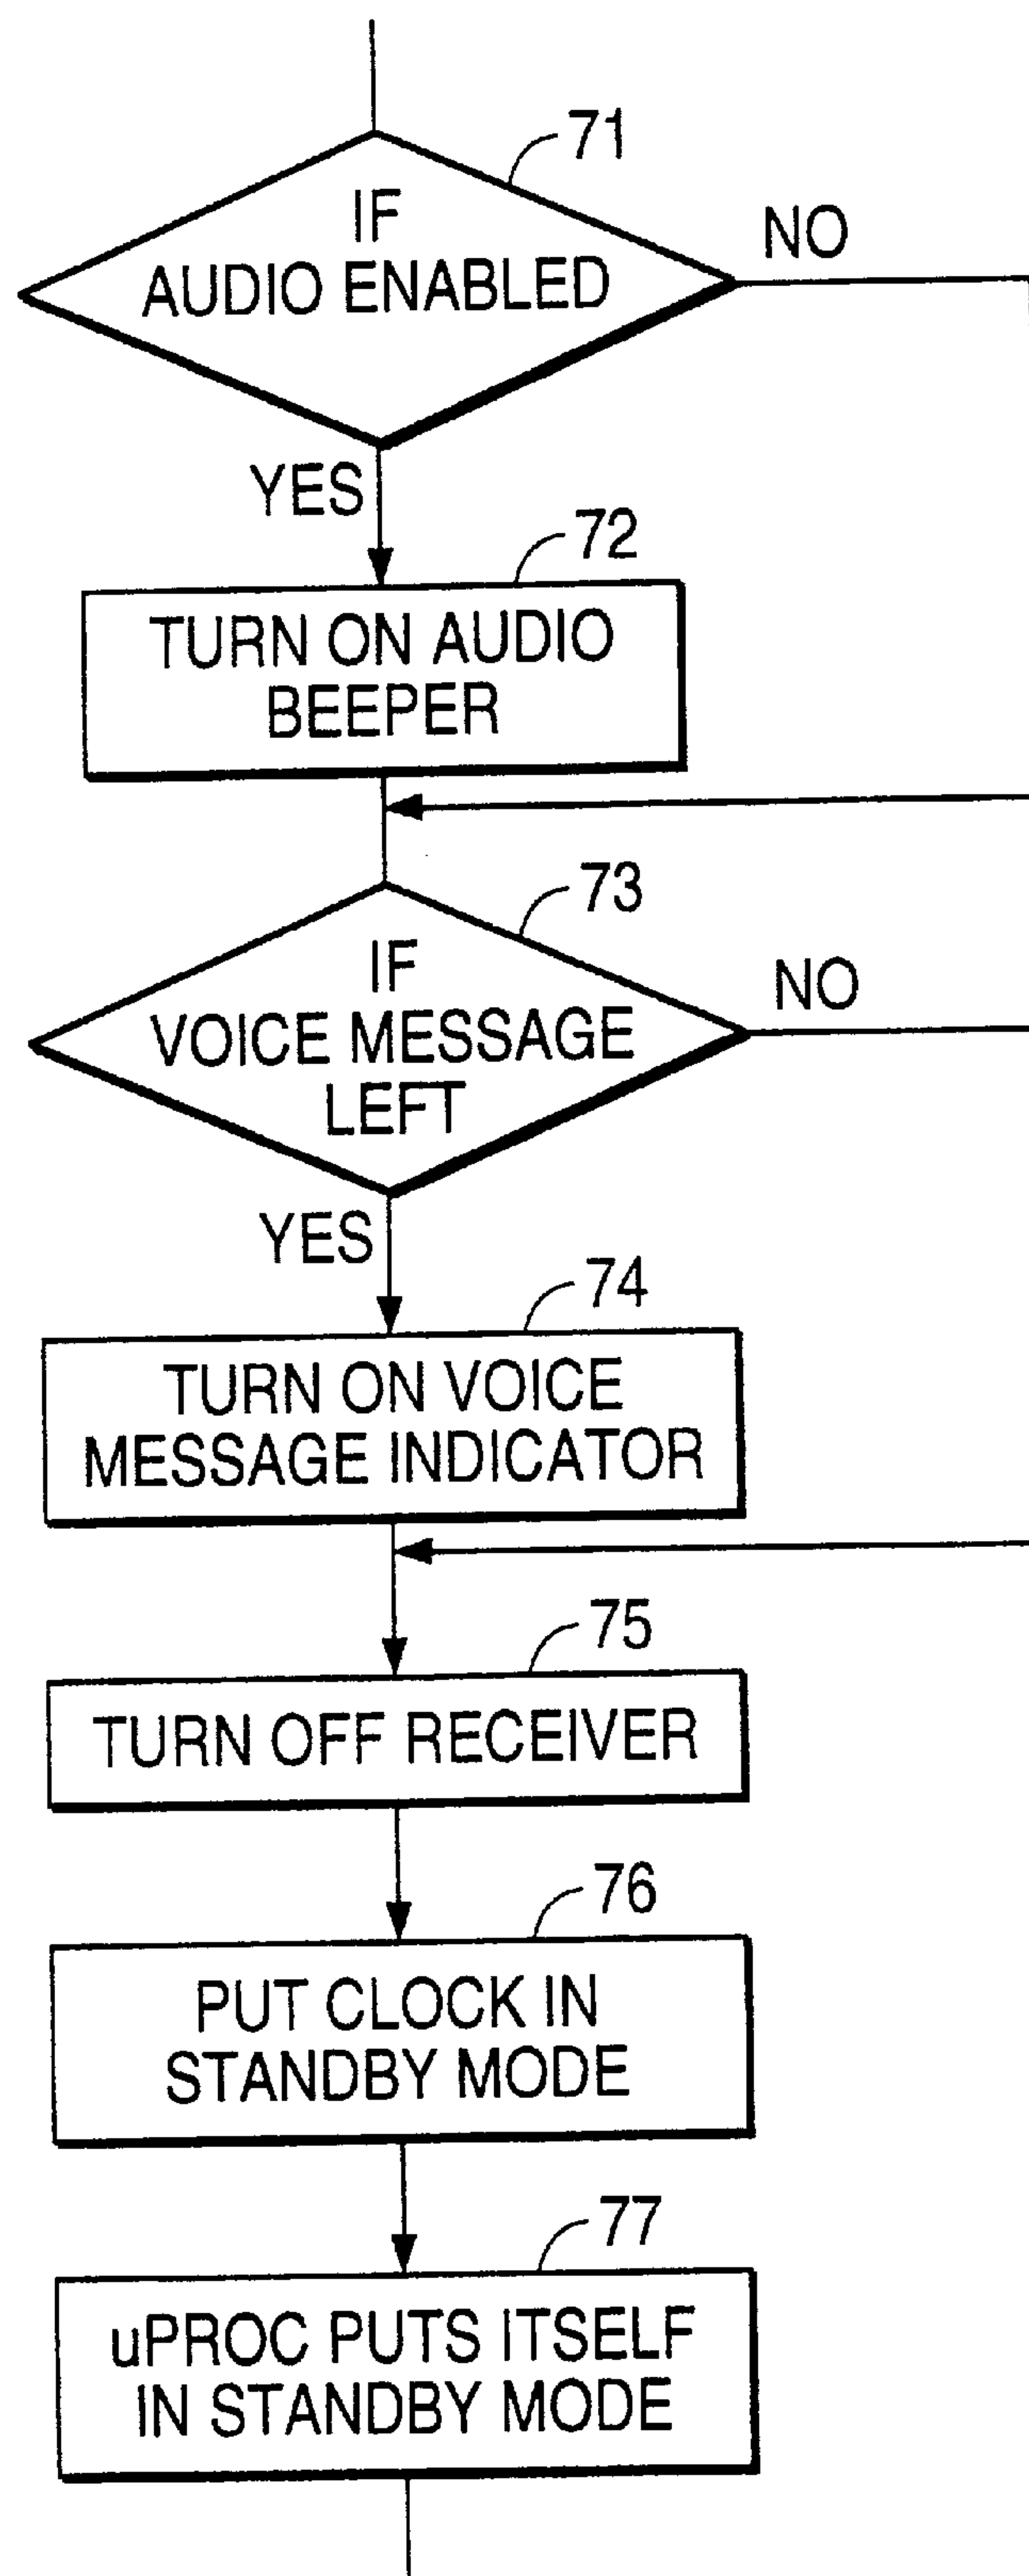 71
IF
AUDIO ENABLED
NO
YES
72
TURN ON AUDIO
BEEPER
73
IF
VOICE MESSAGE
LEFT
NO
YES
74
TURN ON VOICE
MESSAGE INDICATOR
75
TURN OFF RECEIVER
76
PUT CLOCK IN
STANDBY MODE
77
uPROC PUTS ITSELF
IN STANDBY MODE